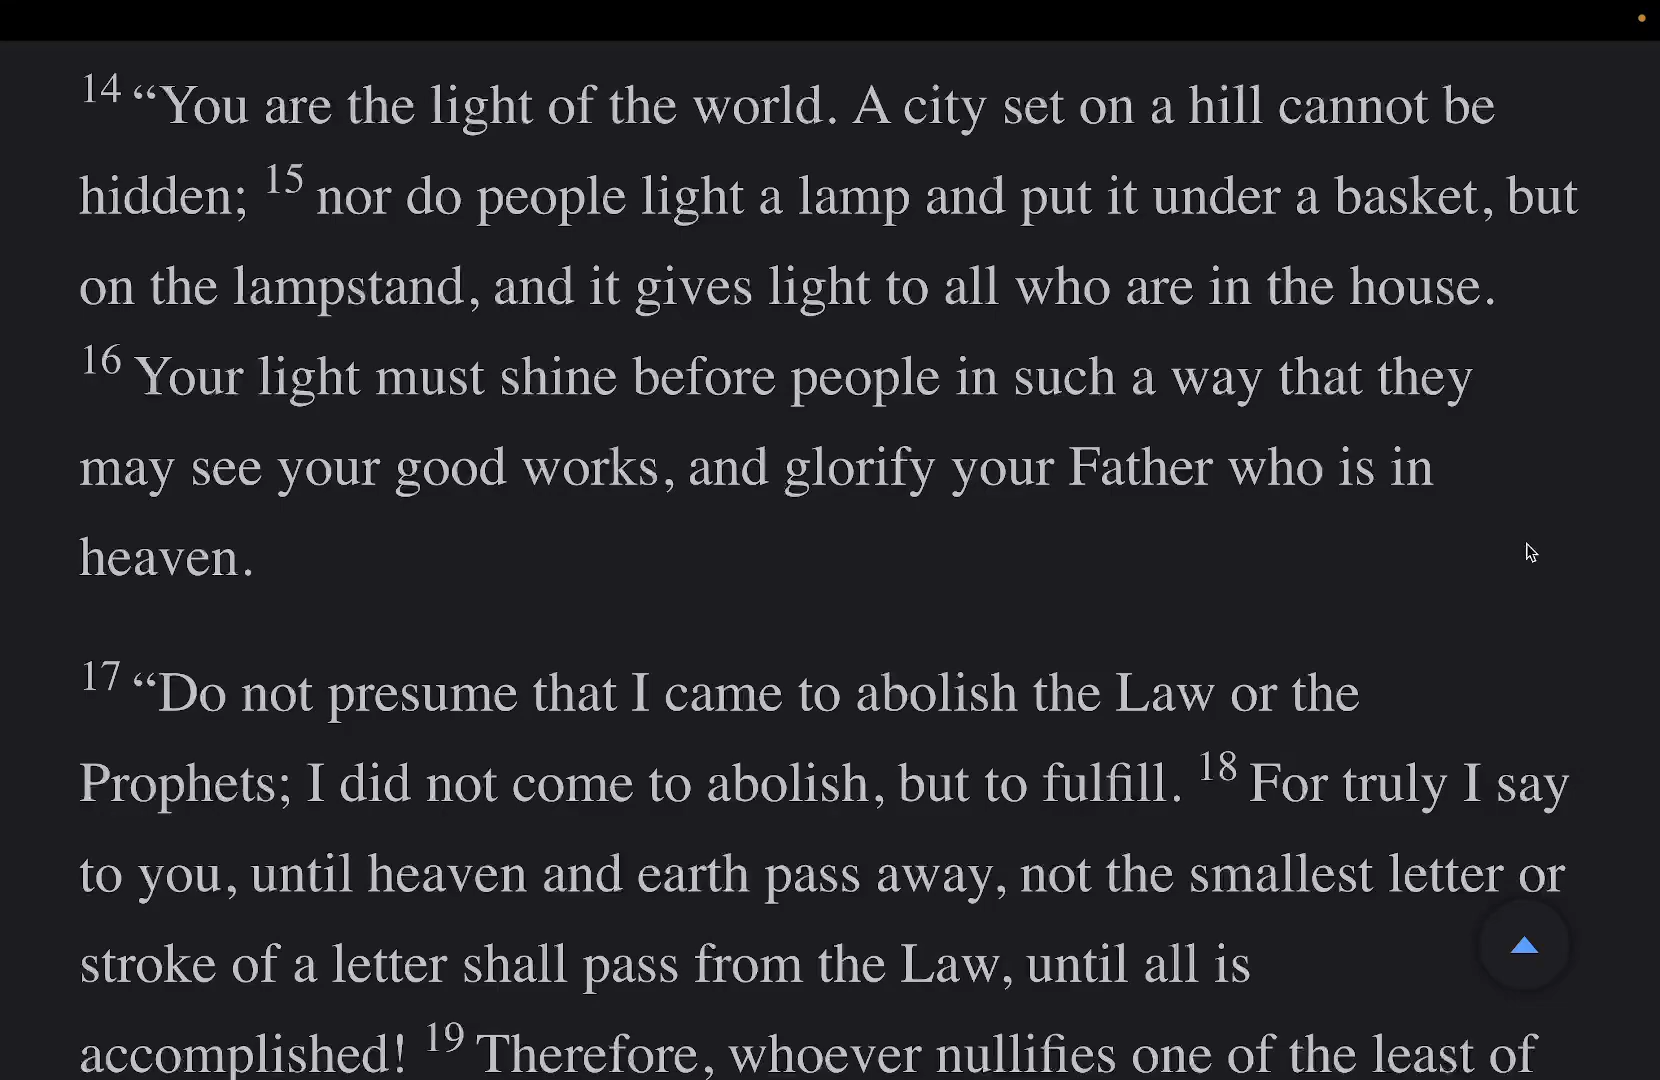 14 “You are the light of the world. A city set on a hill cannot be
hidden; 15 nor do people light a lamp and put it under a basket, but
on the lampstand, and it gives light to all who are in the house.
16 Your light must shine before people in such a way that they
may see your good works, and glorify your Father who is in
heaven.
17 “Do not presume that I came to abolish the Law or the
Prophets; I did not come to abolish, but to fulfill. 18 For truly I say
to you, until heaven and earth pass away, not the smallest letter or
stroke of a letter shall pass from the Law, until all is
accomplished! 19 Therefore, whoever nullifies one of the least of